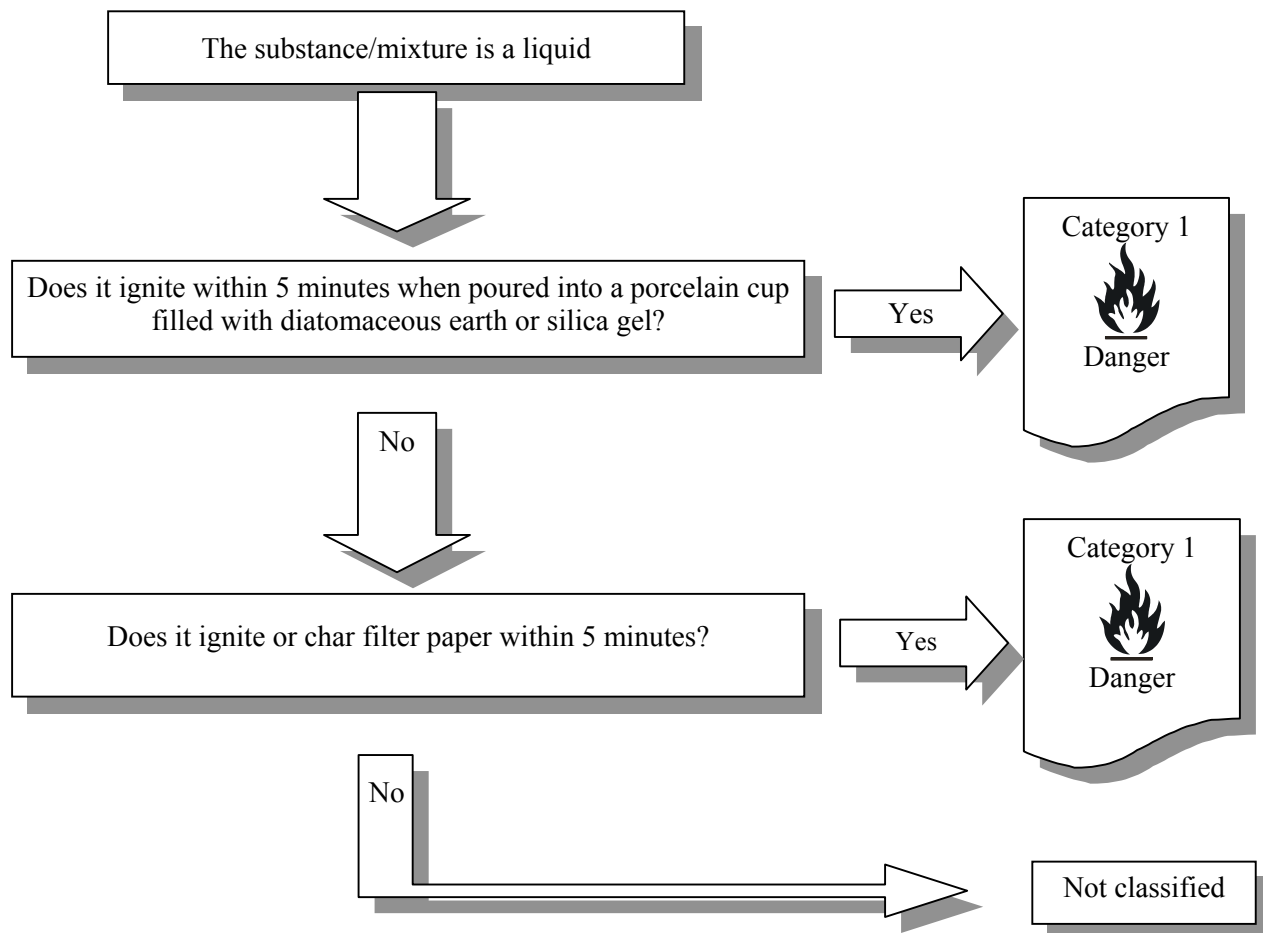 The substance/mixture is a liquid
Does it ignite within 5 minutes when poured into a porcelain cup
filled with diatomaceous earth or silica gel?
Yes
Category 1
Danger
No
Does it ignite or char filter paper within 5 minutes?
Yes
Category 1
Danger
No
Not classified